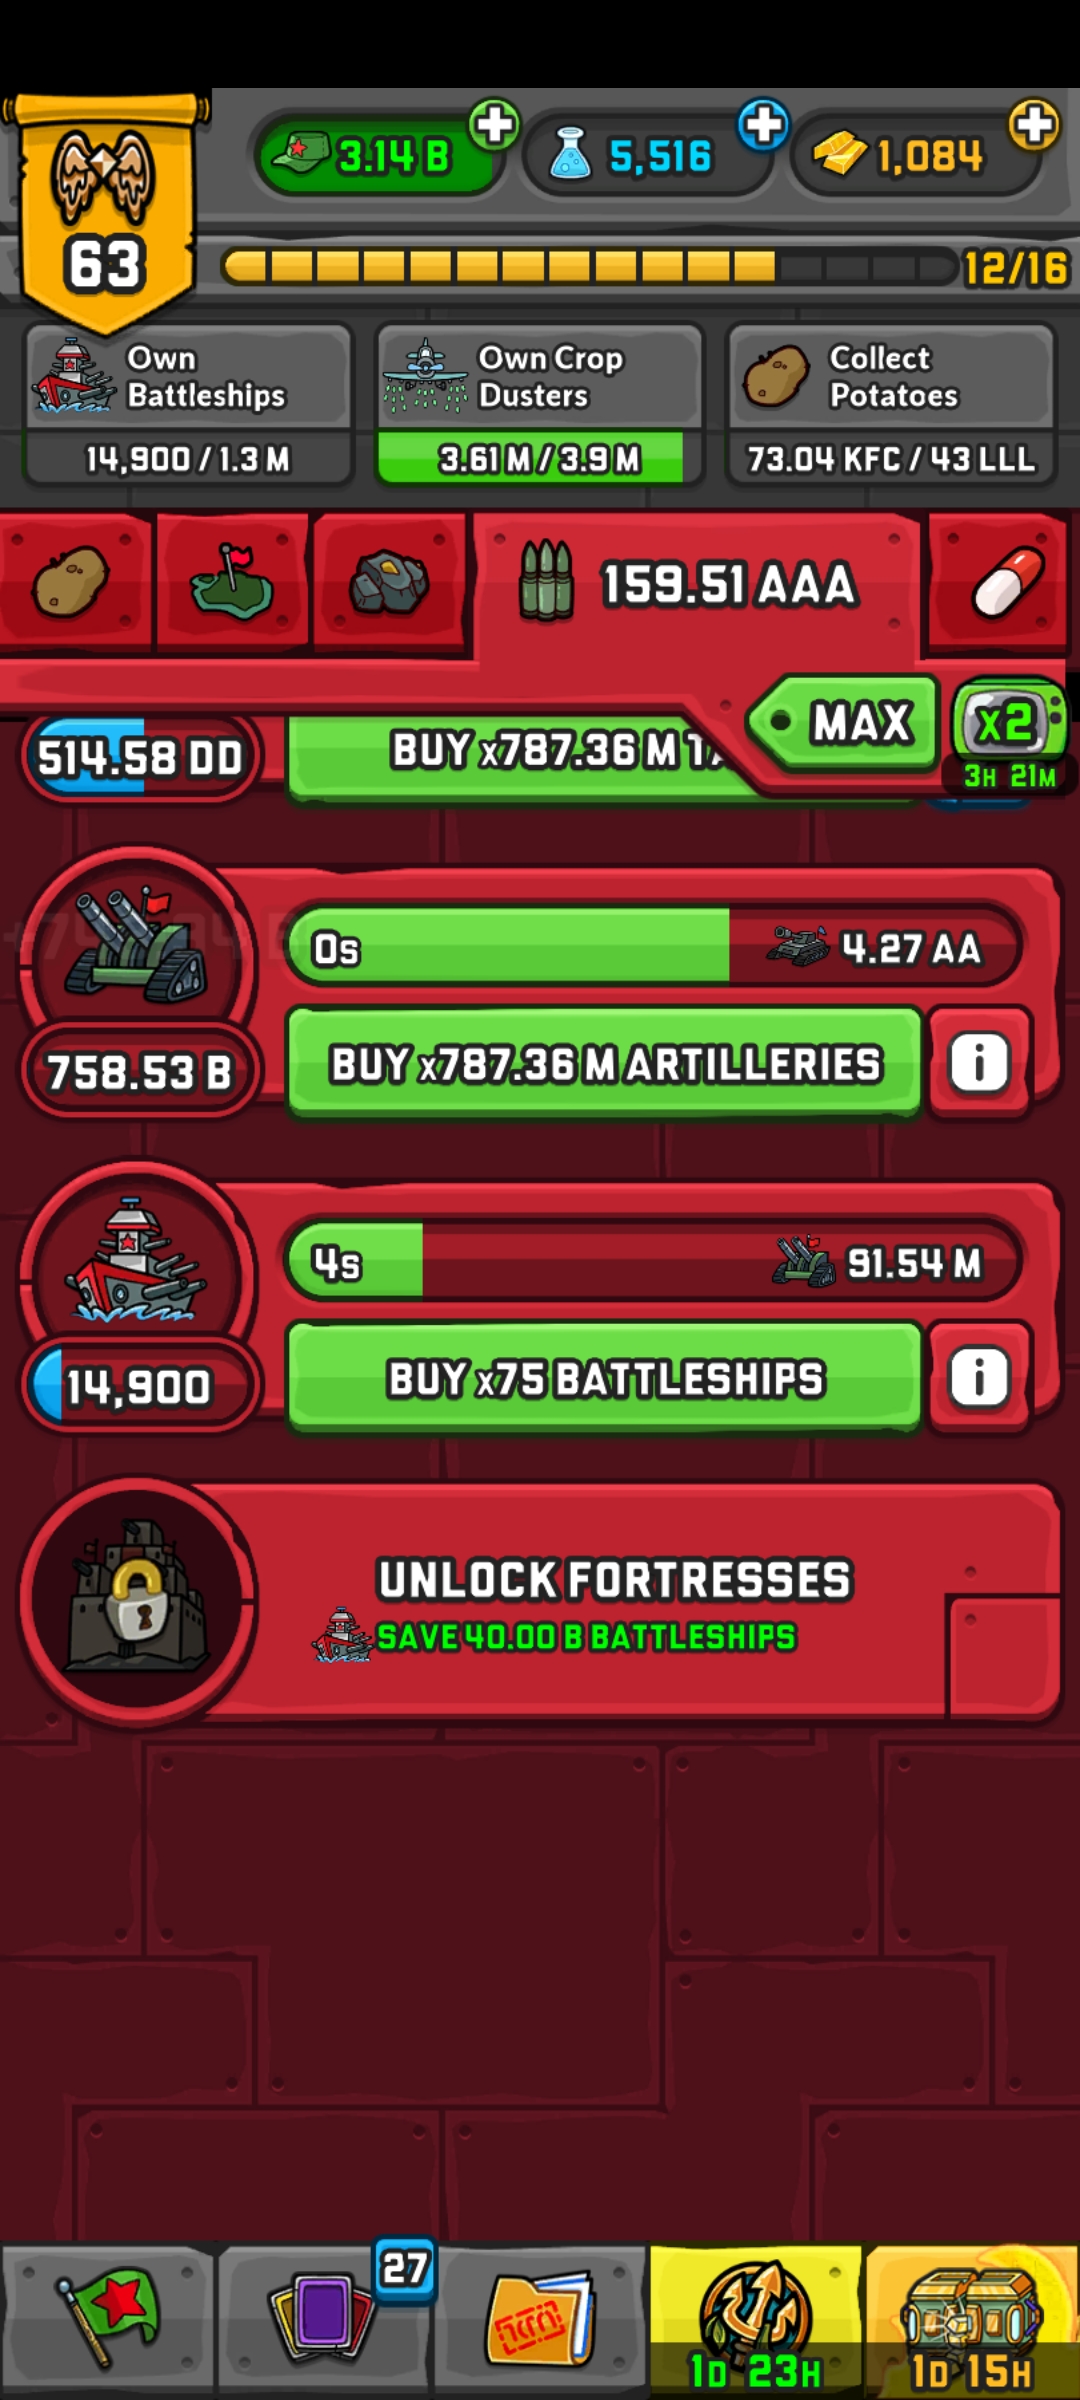 3.14 B
5,516
1,084
63
12/16
Own
Battleships
14,900 / 1.3 M
Own Crop
Dusters
3.61 M / 3.9 M
Collect
Potatoes
73.04 KFC / 43 LLL
159.51 AAA
MAX
x2
3H 21M
514.58 DD
BUY x787.36 M
0s
4.27 AA
758.53 B
BUY x787.36 M ARTILLERIES
i
4s
91.54 M
14,900
BUY x75 BATTLESHIPS
i
UNLOCK FORTRESSES
SAVE 40.00 B BATTLESHIPS
27
1D 23H
1D 15H